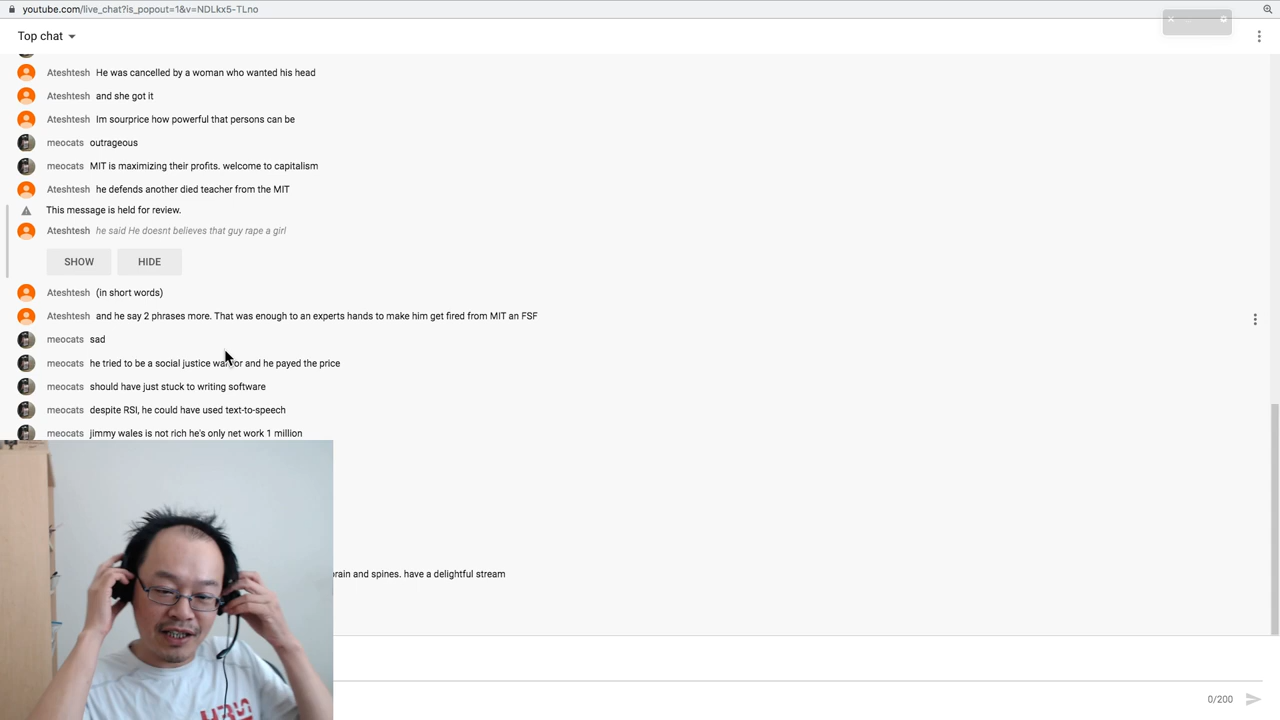 youtube.com/live_chat?is_popout=1&v=NDLkx5-TLno
Top chat
Ateshtesh He was cancelled by a woman who wanted his head
Ateshtesh and she got it
Ateshtesh Im sourprice how powerful that persons can be
meocats outrageous
meocats MIT is maximizing their profits. welcome to capitalism
Ateshtesh he defends another died teacher from the MIT
This message is held for review.
Ateshtesh he said He doesnt believes that guy rape a girl
SHOW HIDE
Ateshtesh (in short words)
Ateshtesh and he say 2 phrases more. That was enough to an experts hands to make him get fired from MIT an FSF
meocats sad
meocats he tried to be a social justice warrior and he payed the price
meocats should have just stuck to writing software
meocats despite RSI, he could have used text-to-speech
meocats jimmy wales is not rich he's only net work 1 million
and spines. have a delightful stream
0/200